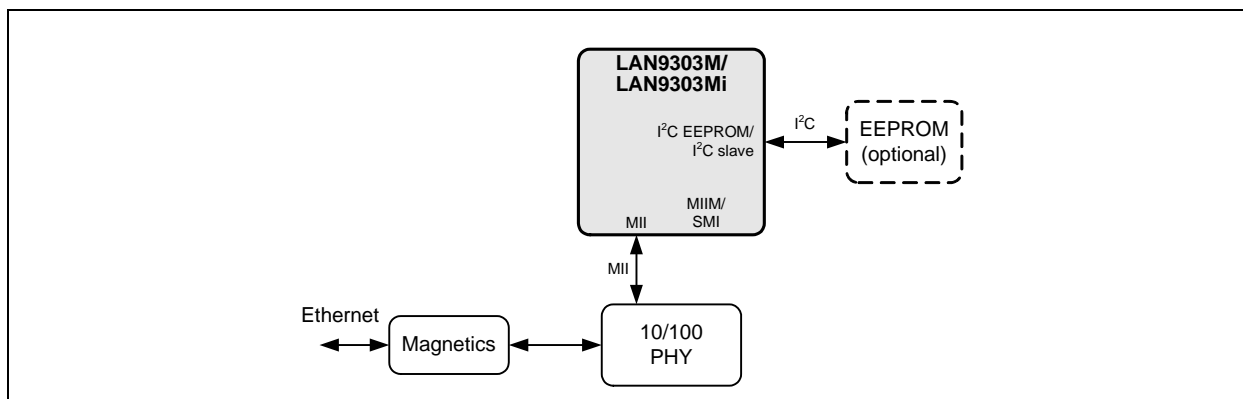 LAN9303M/
LAN9303Mi
I²C EEPROM/
I²C slave
I²C
EEPROM
(optional)
MII
MIIM/
SMI
MII
Ethernet
Magnetics
10/100
PHY